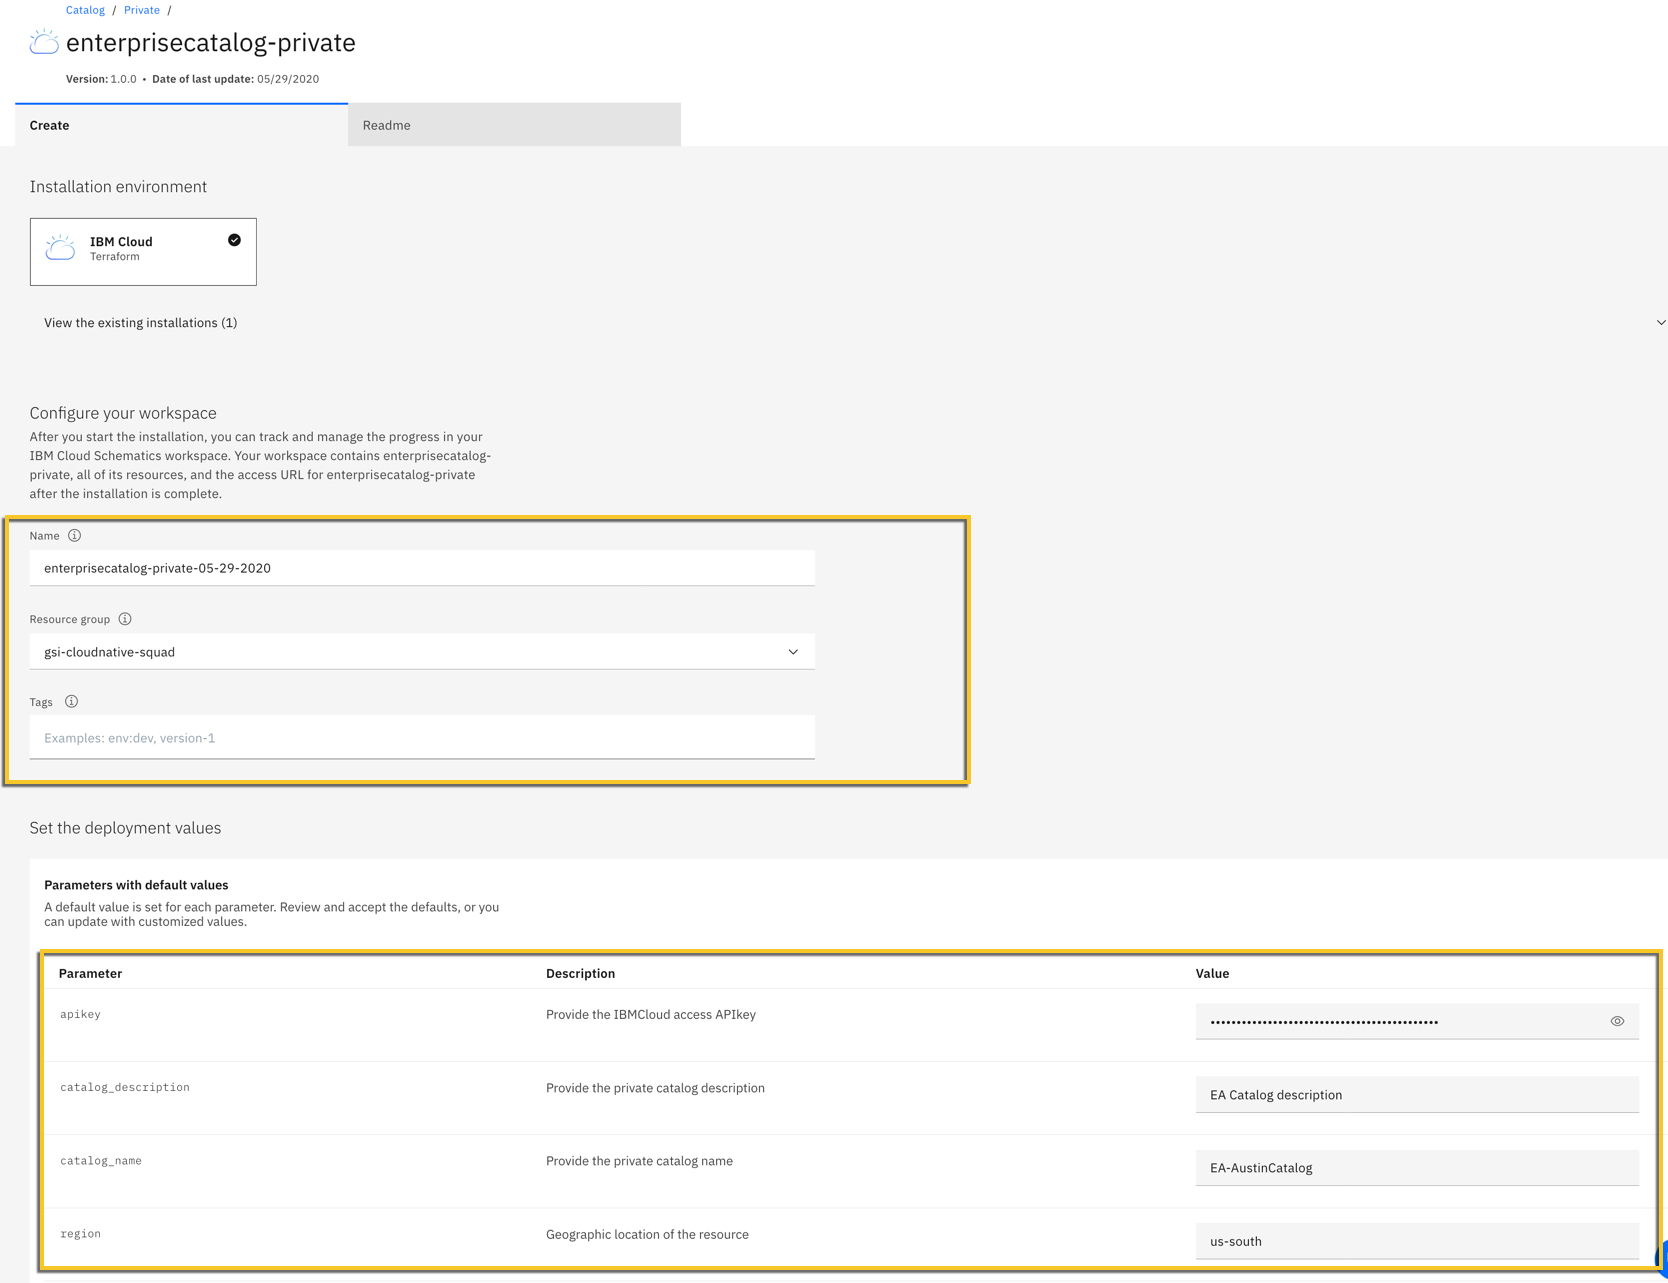 Catalog / Private /
enterprisecatalog-private
Version: 1.0.0 • Date of last update: 05/29/2020
Create
Readme
Installation environment
IBM Cloud
Terraform
View the existing installations (1)
Configure your workspace
After you start the installation, you can track and manage the progress in your
IBM Cloud Schematics workspace. Your workspace contains enterprisecatalog-
private, all of its resources, and the access URL for enterprisecatalog-private
after the installation is complete.
Name
enterprisecatalog-private-05-29-2020
Resource group
gsi-cloudnative-squad
Tags
Examples: env:dev, version-1
Set the deployment values
Parameters with default values
A default value is set for each parameter. Review and accept the defaults, or you
can update with customized values.
Parameter Description Value
apikey Provide the IBMCloud access APIkey ••••••••••••••••••••••••••••••••••••••••••••
catalog_description Provide the private catalog description EA Catalog description
catalog_name Provide the private catalog name EA-AustinCatalog
region Geographic location of the resource us-south